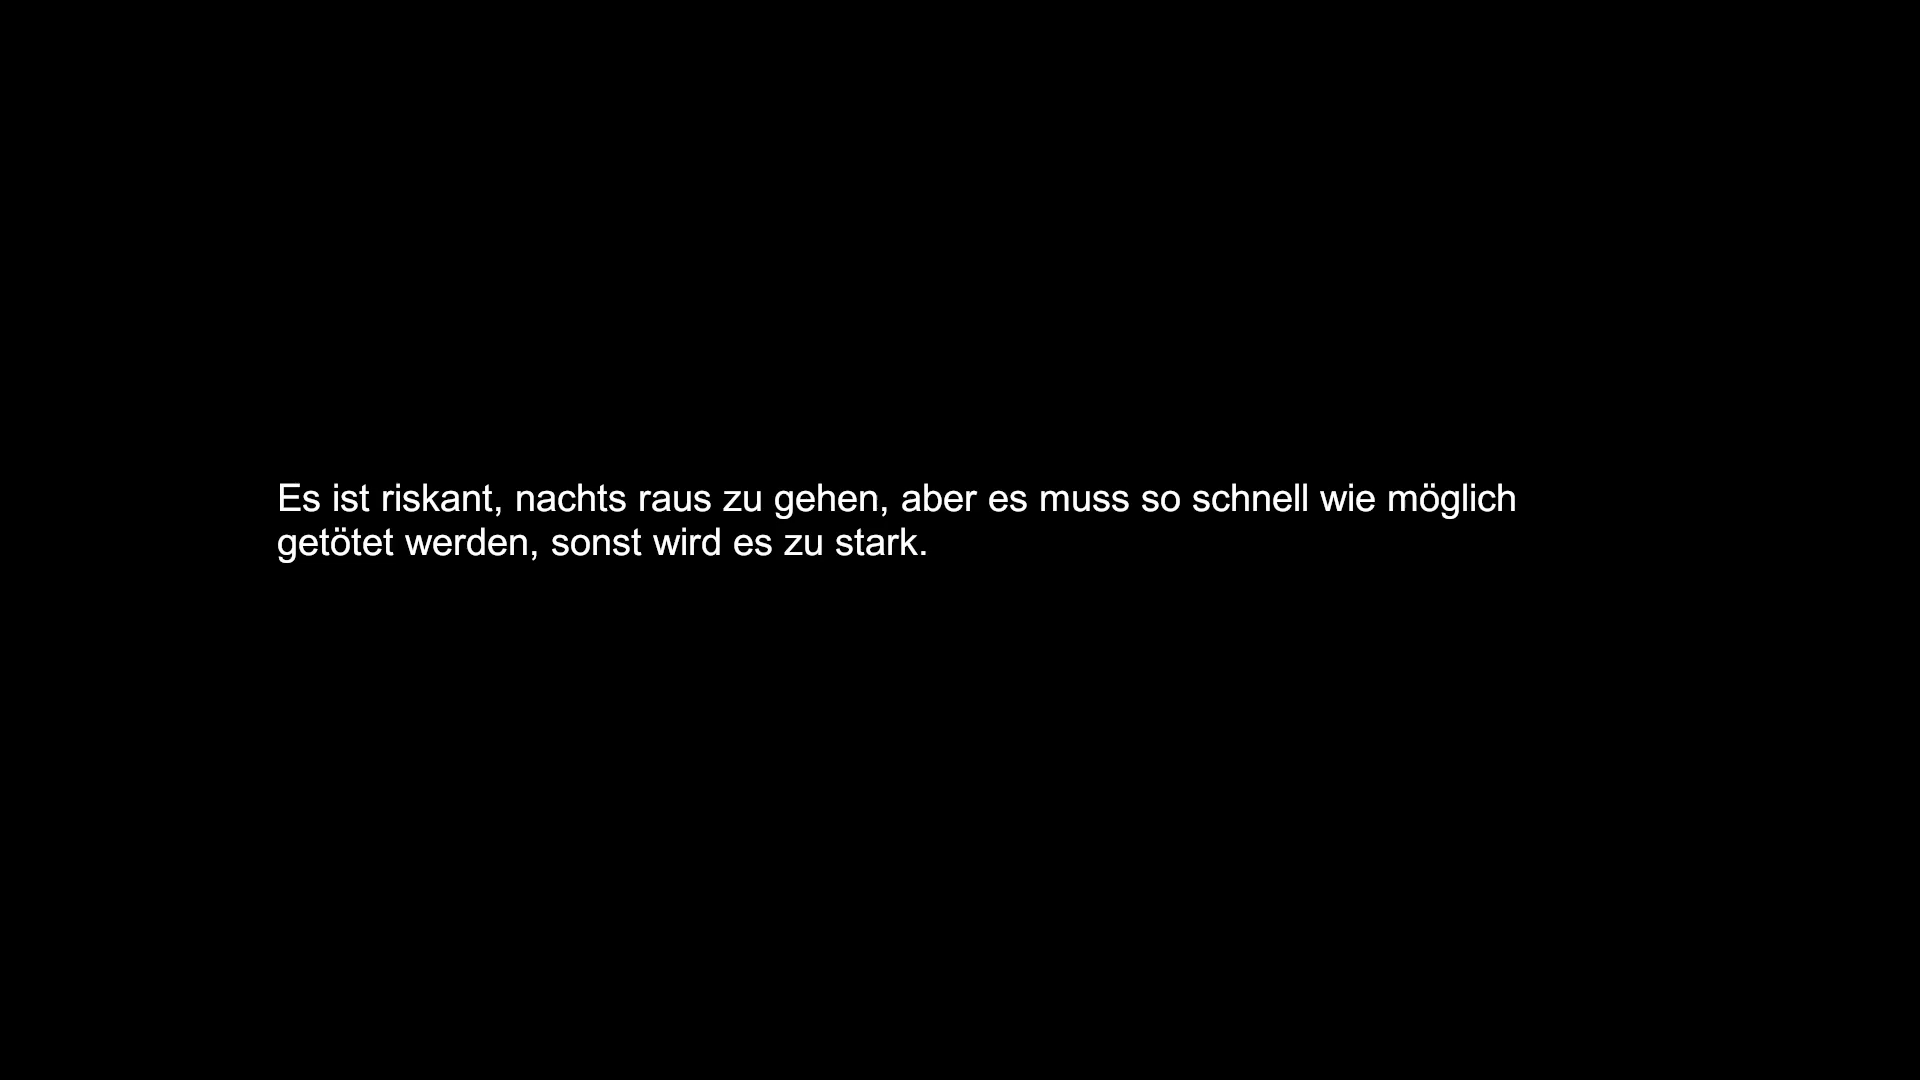 Es ist riskant, nachts raus zu gehen, aber es muss so schnell wie möglich
getötet werden, sonst wird es zu stark.